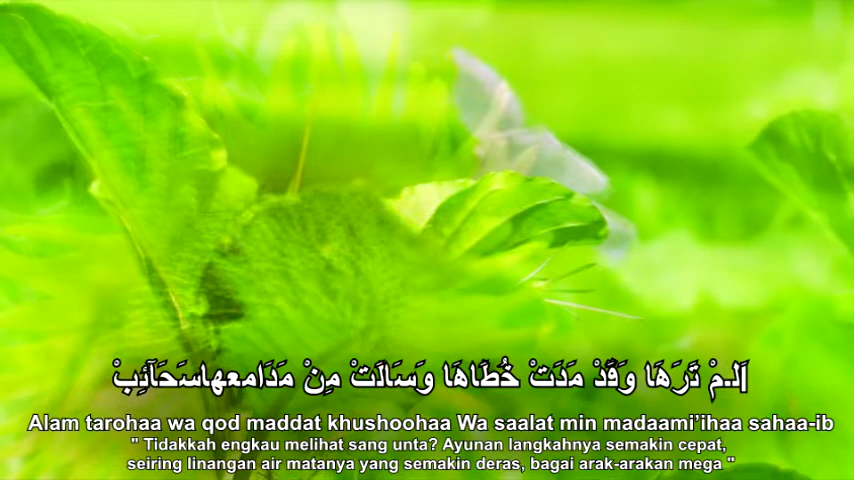 اَلَمْ تَرَهَا وَقَدْ مَدَتْ خُطَاهَا وَسَالَتْ مِنْ مَدَامعهاسَحَآئِبْ
Alam tarohaa wa qod maddat khushoohaa Wa saalat min madaami’ihaa sahaa-ib
" Tidakkah engkau melihat sang unta? Ayunan langkahnya semakin cepat,
seiring linangan air matanya yang semakin deras, bagai arak-arakan mega "